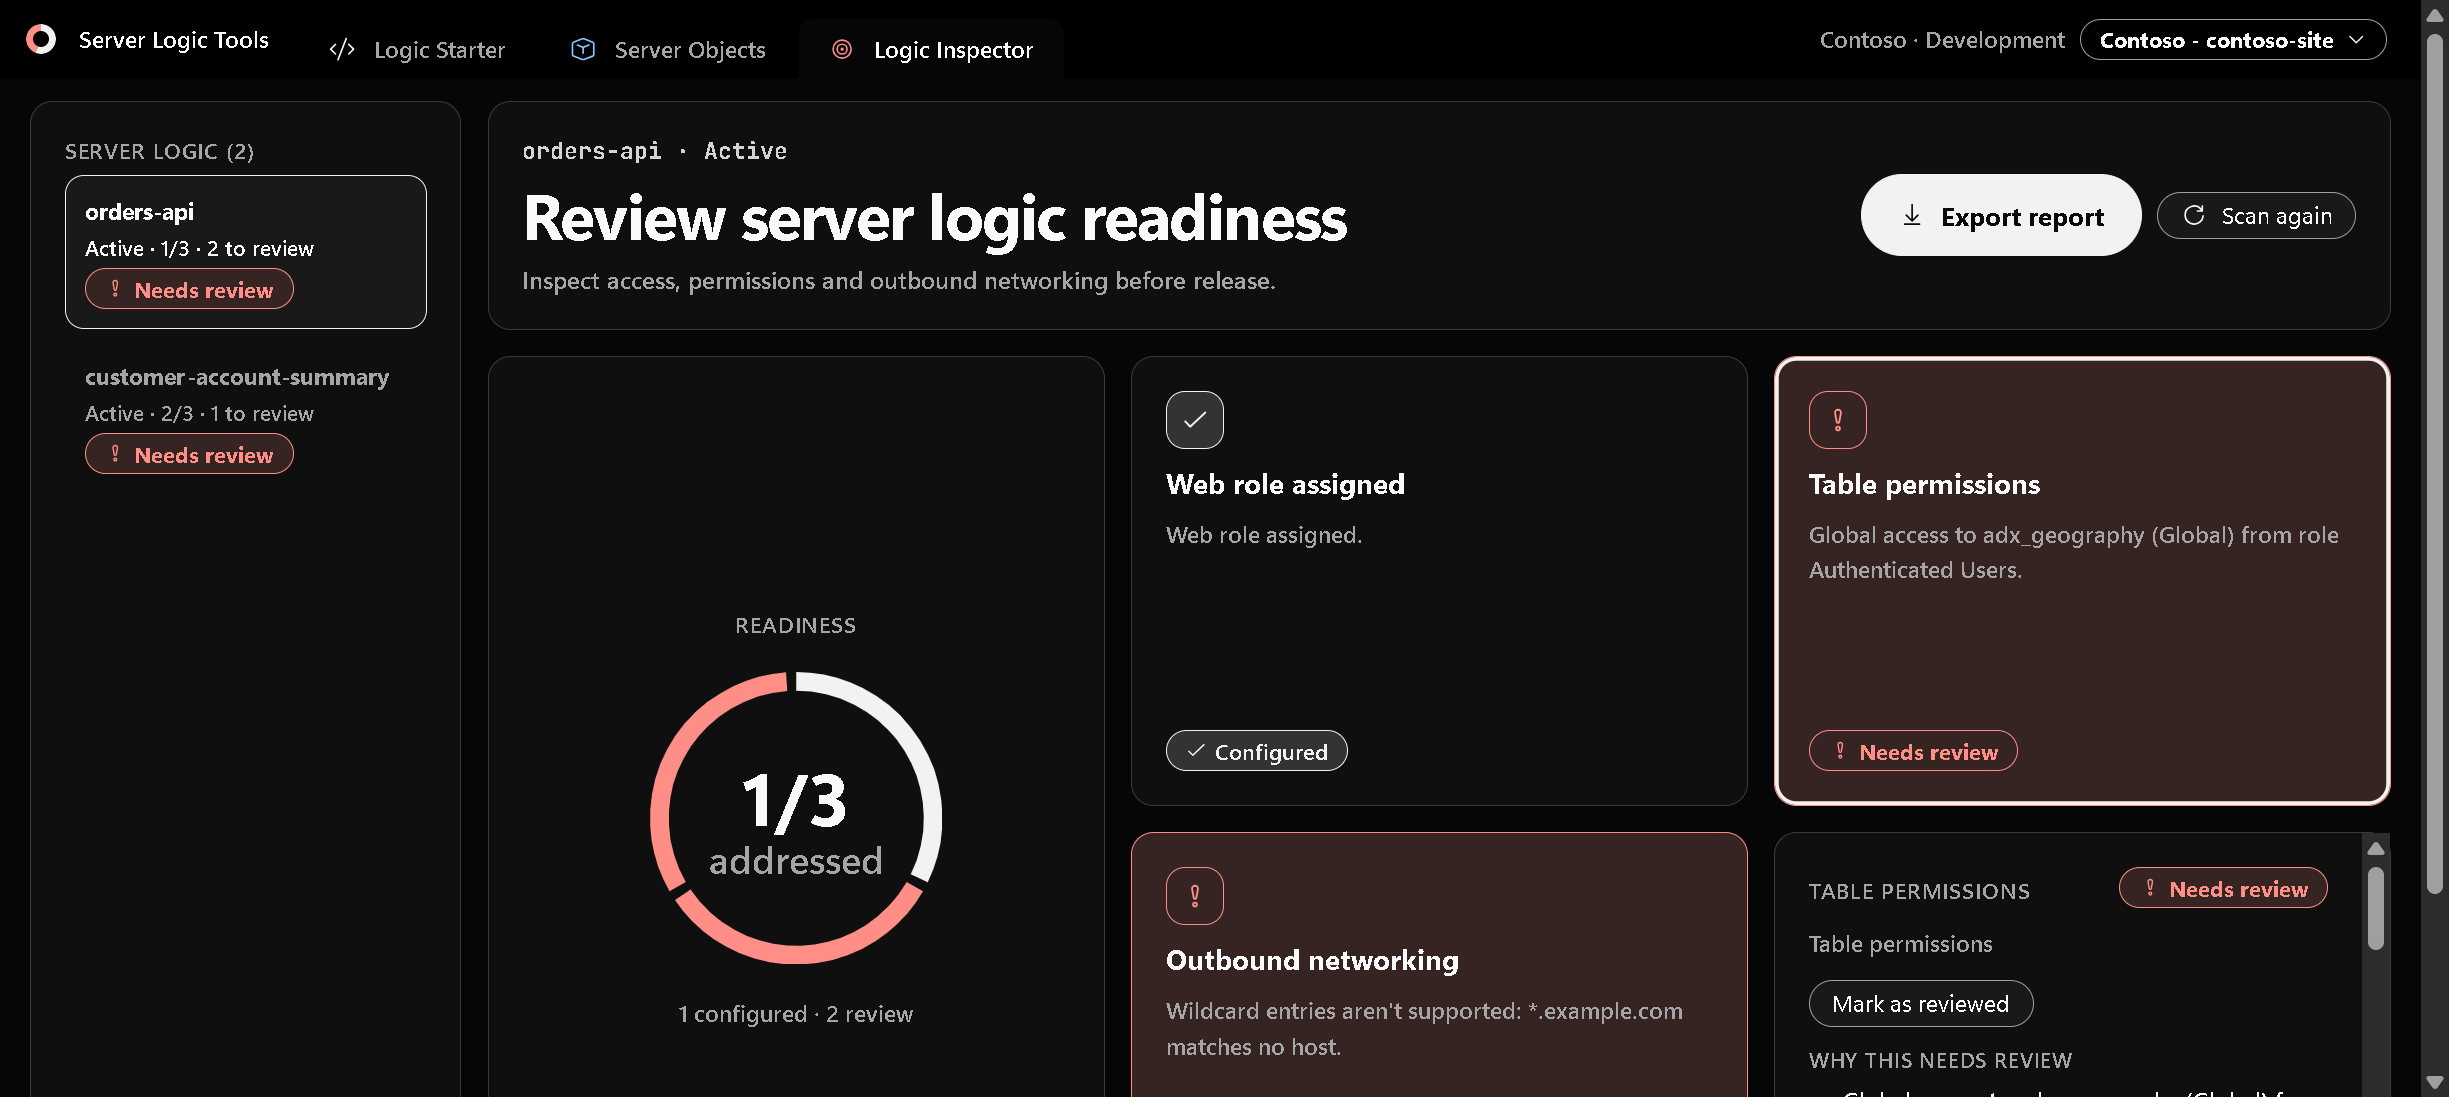 Server Logic Tools
Logic Starter
Server Objects
Logic Inspector
Contoso · Development
Contoso - contoso-site
SERVER LOGIC (2)
orders-api
Active · 1/3 · 2 to review
Needs review
customer-account-summary
Active · 2/3 · 1 to review
Needs review
orders-api · Active
Review server logic readiness
Inspect access, permissions and outbound networking before release.
Export report
Scan again
READINESS
1/3
addressed
1 configured · 2 review
Web role assigned
Web role assigned.
Configured
Table permissions
Global access to adx_geography (Global) from role
Authenticated Users.
Needs review
Outbound networking
Wildcard entries aren't supported: *.example.com
matches no host.
TABLE PERMISSIONS
Needs review
Table permissions
Mark as reviewed
WHY THIS NEEDS REVIEW